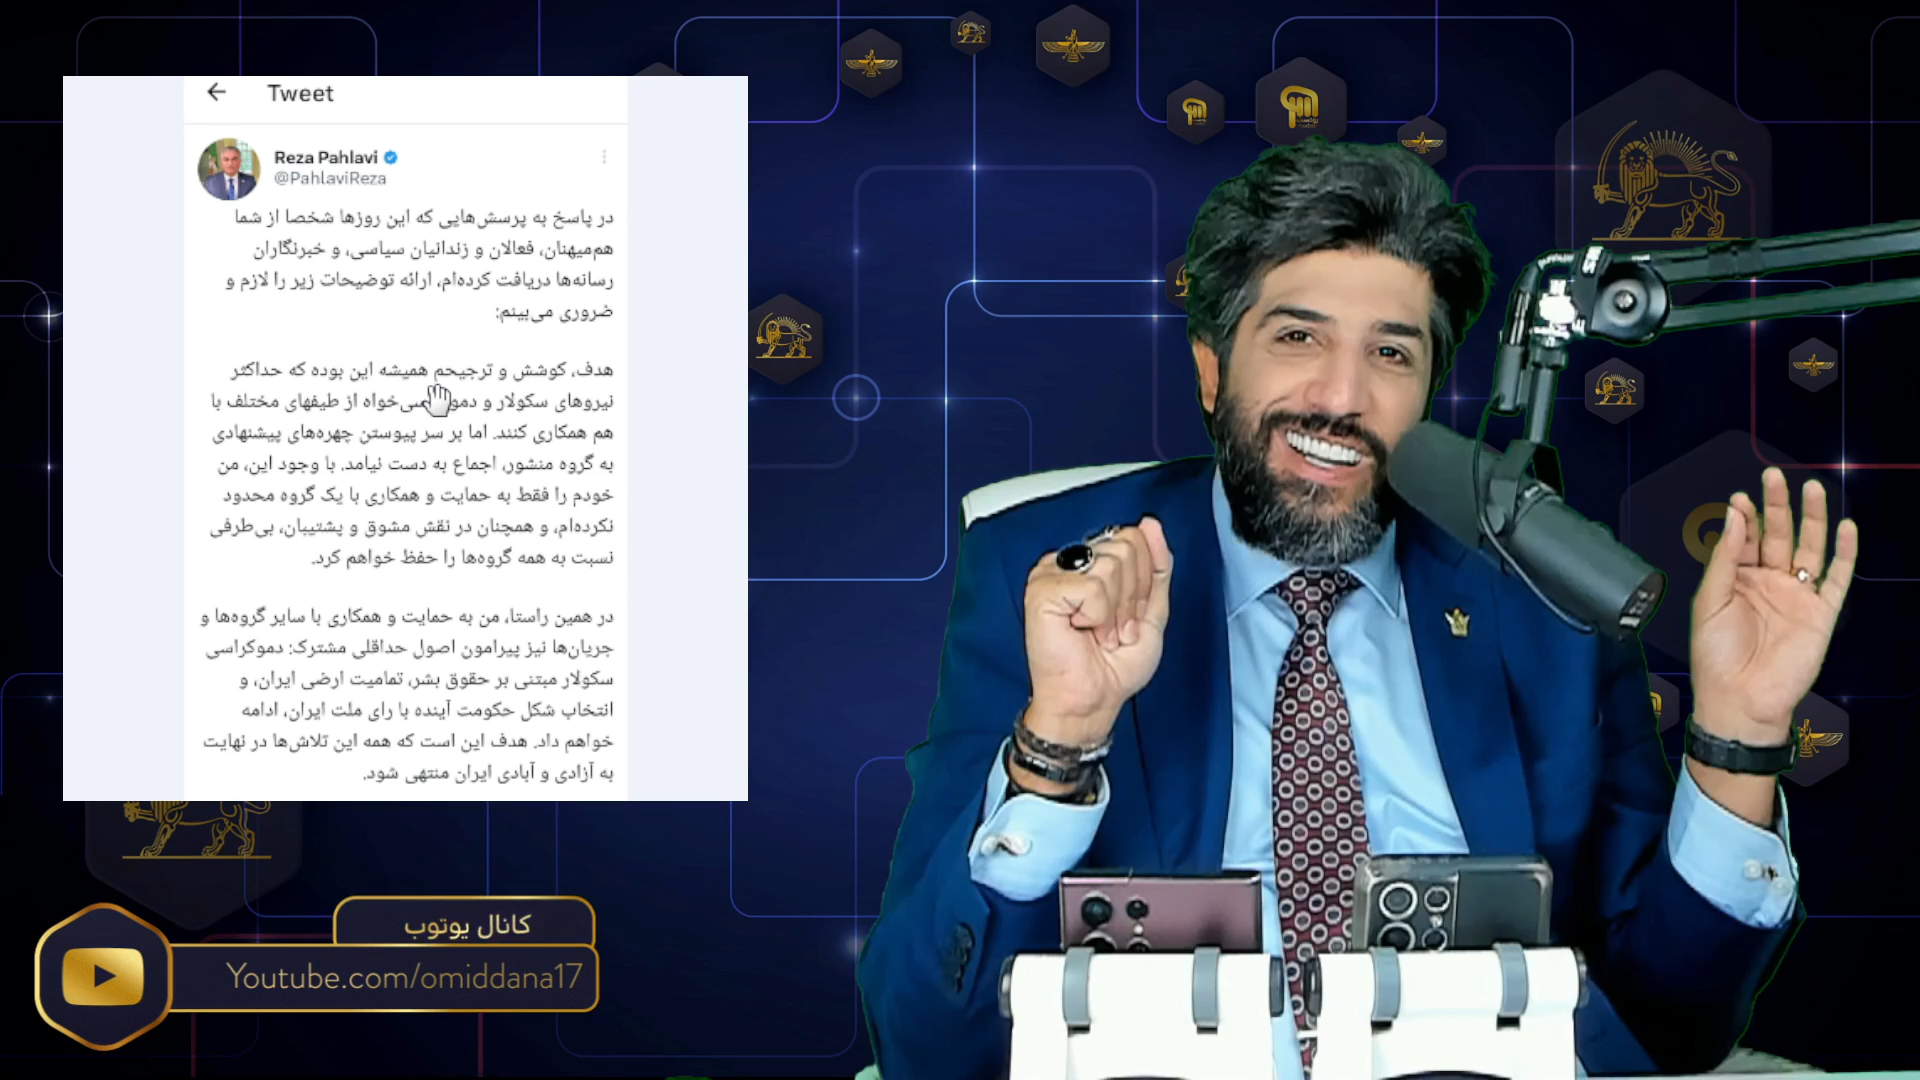 Tweet
Reza Pahlavi
@PahlaviReza
در پاسخ به پرسش‌هایی که این روزها شخصا از شما
هم‌میهنان، فعالان و زندانیان سیاسی، و خبرنگاران
رسانه‌ها دریافت کرده‌ام، ارائه توضیحات زیر را لازم و
ضروری می‌بینم:
هدف، کوشش و ترجیحم همیشه این بوده که حداکثر
نیروهای سکولار و خواه از طیفهای مختلف با
هم همکاری کنند. اما بر سر پیوستن چهره‌های پیشنهادی
به گروه منشور، اجماع به دست نیامد. با وجود این، من
خودم را فقط به حمایت و همکاری با یک گروه محدود
نکرده‌ام، و همچنان در نقش مشوق و پشتیبان، بی‌طرفی
نسبت به همه گروه‌ها را حفظ خواهم کرد.
در همین راستا، من به حمایت و همکاری با سایر گروه‌ها و
جریان‌ها نیز پیرامون اصول حداقلی مشترک: دموکراسی
سکولار مبتنی بر حقوق بشر، تمامیت ارضی ایران، و
انتخاب شکل حکومت آینده با رای ملت ایران، ادامه
خواهم داد. هدف این است که همه این تلاش‌ها در نهایت
به آزادی و آبادی ایران منتهی شود.
کانال یوتوب
Youtube.com/omiddana17